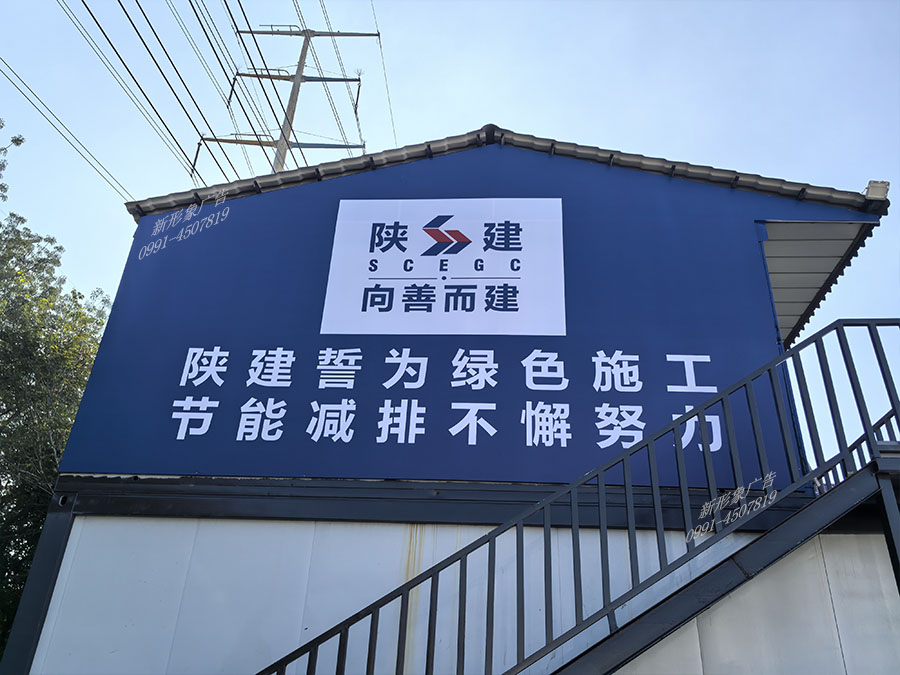 新形象广告
0991-4507819
陕建
SCEGC
向善而建
陕建誓为绿色施工
节能减排不懈努力
新形象广告
0991-4507819